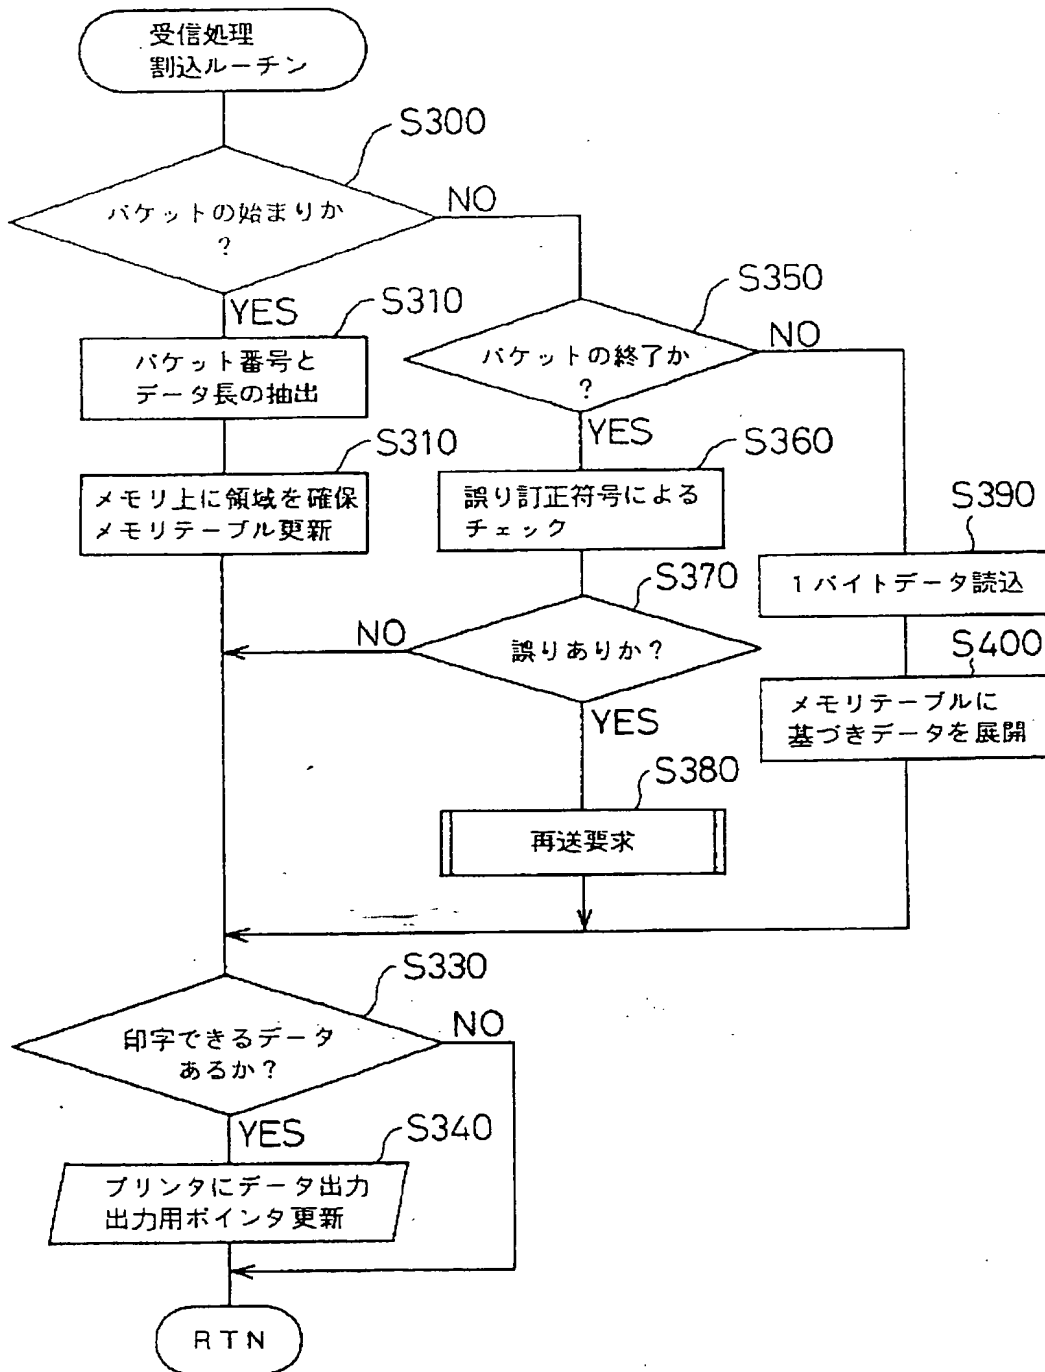 受信処理
割込ルーチン
S300
パケットの始まりか
?
NO
YES
S310
パケット番号と
データ長の抽出
S310
メモリ上に領域を確保
メモリテーブル更新
S350
パケットの終了か
?
NO
YES
S360
誤り訂正符号による
チェック
S370
誤りありか?
NO
YES
S380
再送要求
S390
1バイトデータ読込
S400
メモリテーブルに
基づきデータを展開
S330
印字できるデータ
あるか?
NO
YES
S340
プリンタにデータ出力
出力用ポインタ更新
RTN